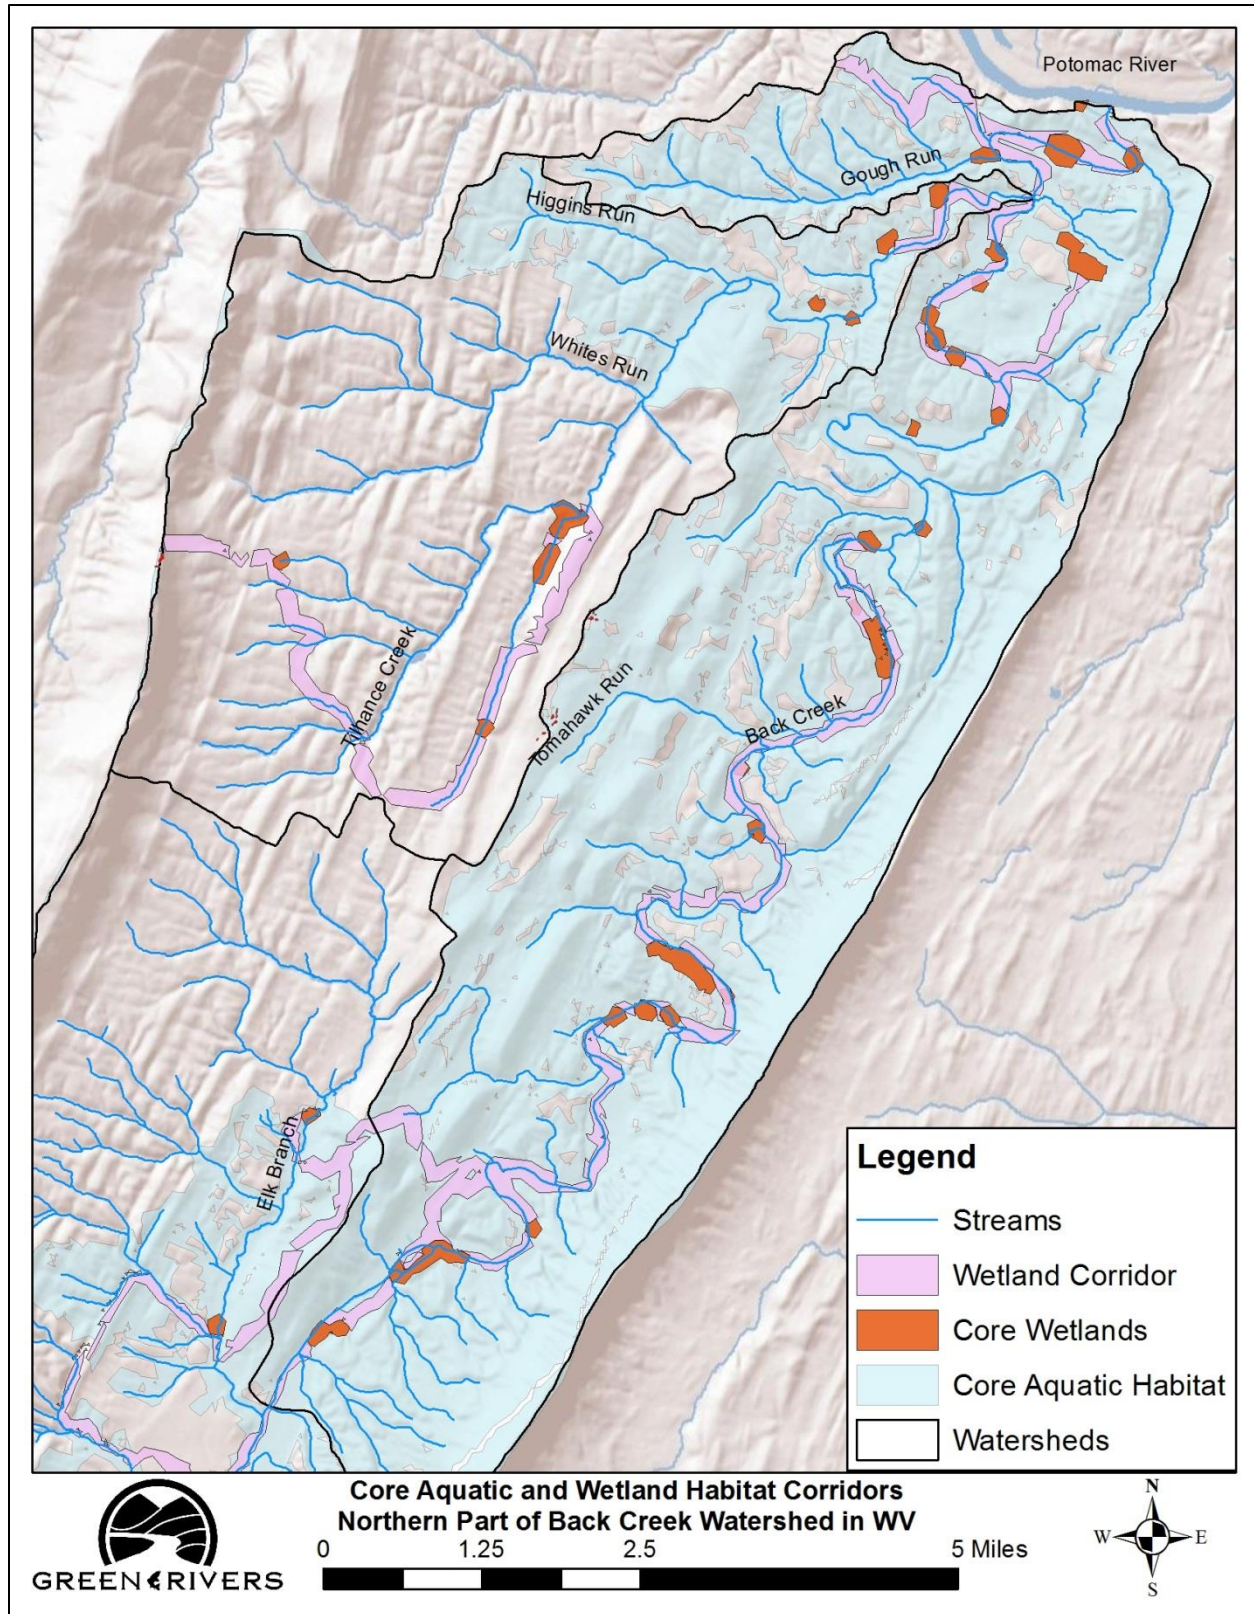 Potomac River
Gough Run
Higgins Run
Whites Run
Tilhance Creek
Tomahawk Run
Back Creek
Elk Branch
Legend
Streams
Wetland Corridor
Core Wetlands
Core Aquatic Habitat
Watersheds
GREEN RIVERS
Core Aquatic and Wetland Habitat Corridors
Northern Part of Back Creek Watershed in WV
0 1.25 2.5 5 Miles
N
W E
S